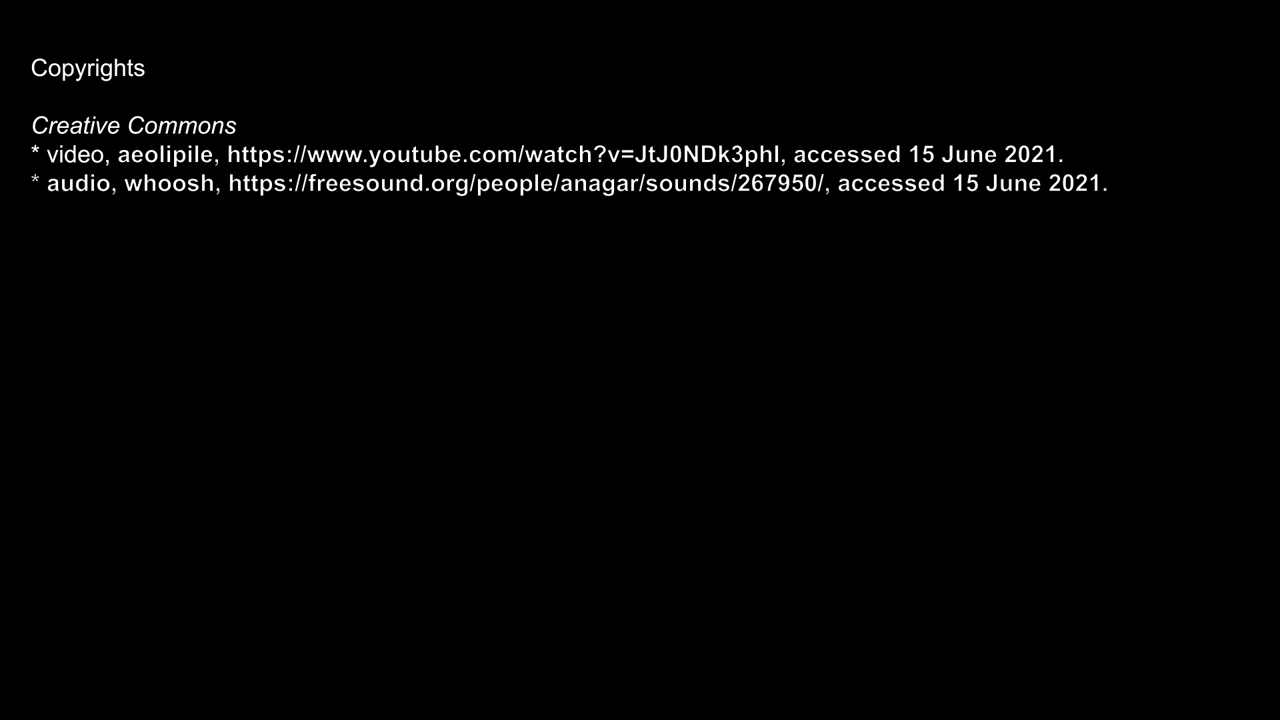 Copyrights
Creative Commons
* video, aeolipile, https://www.youtube.com/watch?v=JtJ0NDk3phI, accessed 15 June 2021.
* audio, whoosh, https://freesound.org/people/anagar/sounds/267950/, accessed 15 June 2021.